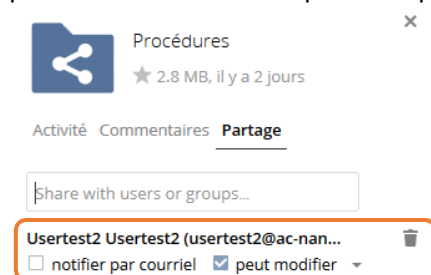 Procédures
2.8 MB, il y a 2 jours
Activité Commentaires Partage
Share with users or groups...
Usertest2 Usertest2 (usertest2@ac-nan...
notifier par courriel peut modifier